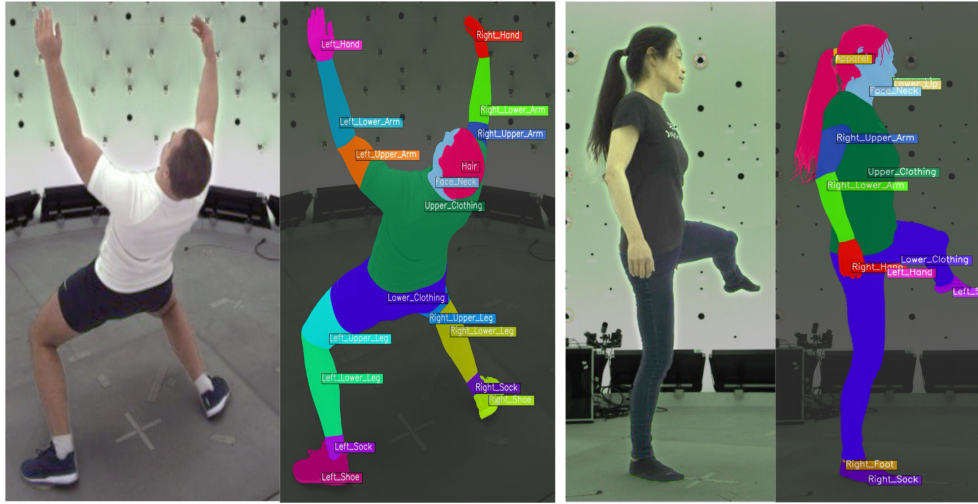 Left_Hand
Right_Hand
Right_Lower_Arm
Left_Lower_Arm
Right_Upper_Arm
Left_Upper_Arm
Hair
Face_Neck
Upper_Clothing
Lower_Clothing
Right_Upper_Leg
Right_Lower_Leg
Left_Upper_Leg
Left_Lower_Leg
Right_Sock
Right_Shoe
Left_Sock
Left_Shoe
Apparel
Lower_Lip
Face_Neck
Right_Upper_Arm
Upper_Clothing
Right_Lower_Arm
Lower_Clothing
Right_Hand
Left_Hand
Left_S
Right_Foot
Right_Sock